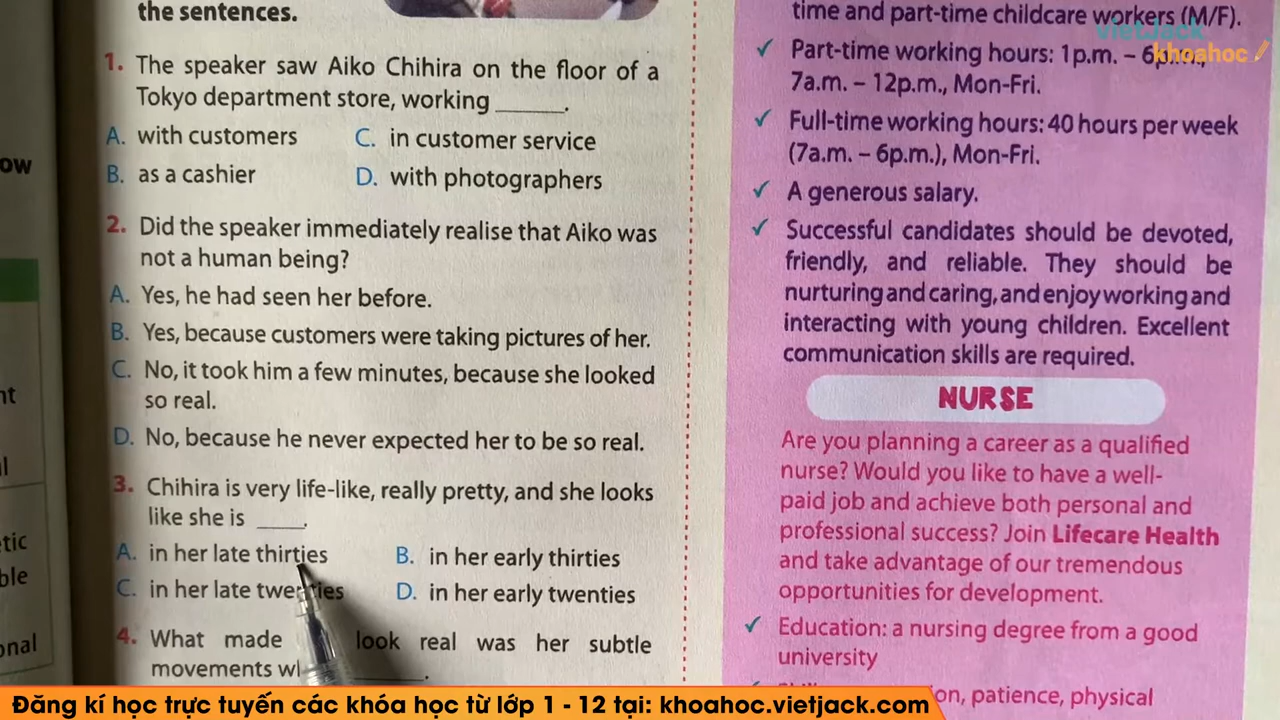 the sentences.
1. The speaker saw Aiko Chihira on the floor of a
Tokyo department store, working ______.
A. with customers
C. in customer service
B. as a cashier
D. with photographers
2. Did the speaker immediately realise that Aiko was
not a human being?
A. Yes, he had seen her before.
B. Yes, because customers were taking pictures of her.
C. No, it took him a few minutes, because she looked
so real.
D. No, because he never expected her to be so real.
3. Chihira is very life-like, really pretty, and she looks
like she is ____.
A. in her late thirties
B. in her early thirties
C. in her late twenties
D. in her early twenties
4. What made look real was her subtle
movements
time and part-time childcare workers (M/F).
✓ Part-time working hours: 1p.m. – 6p.m.,
7a.m. – 12p.m., Mon-Fri.
✓ Full-time working hours: 40 hours per week
(7a.m. – 6p.m.), Mon-Fri.
✓ A generous salary.
✓ Successful candidates should be devoted,
friendly, and reliable. They should be
nurturing and caring, and enjoy working and
interacting with young children. Excellent
communication skills are required.
NURSE
Are you planning a career as a qualified
nurse? Would you like to have a well-
paid job and achieve both personal and
professional success? Join Lifecare Health
and take advantage of our tremendous
opportunities for development.
✓ Education: a nursing degree from a good
university
patience, physical
vietJack
khoahoc
Đăng kí học trực tuyến các khóa học từ lớp 1 - 12 tại: khoahoc.vietjack.com